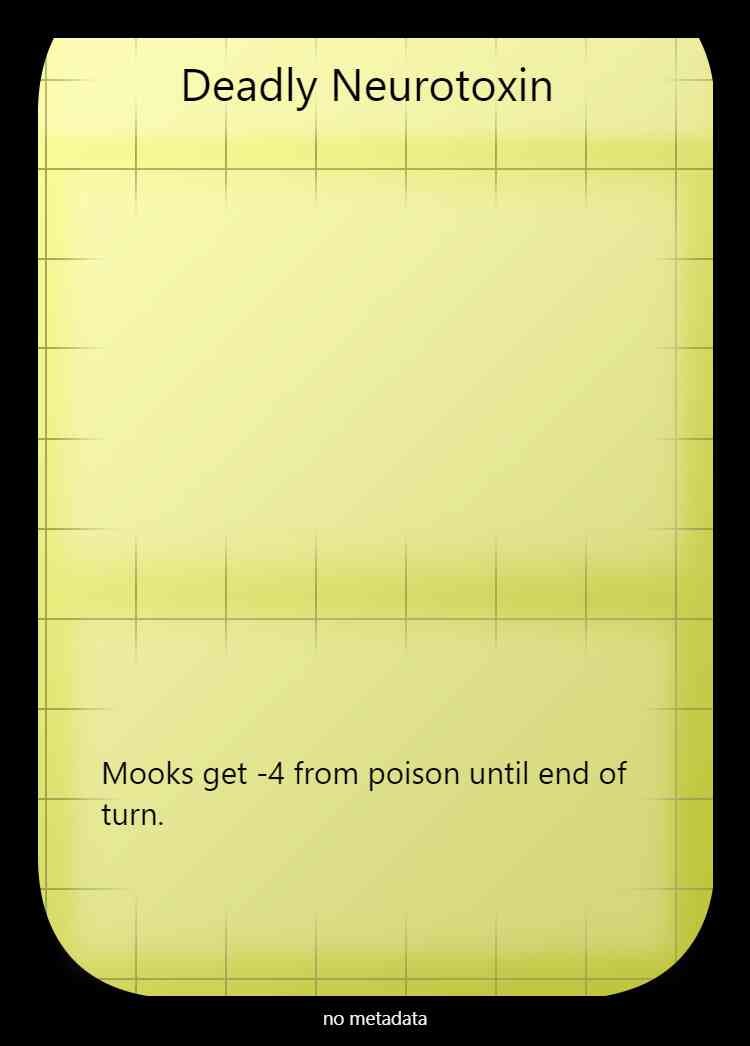 Deadly Neurotoxin
Mooks get -4 from poison until end of
turn.
no metadata